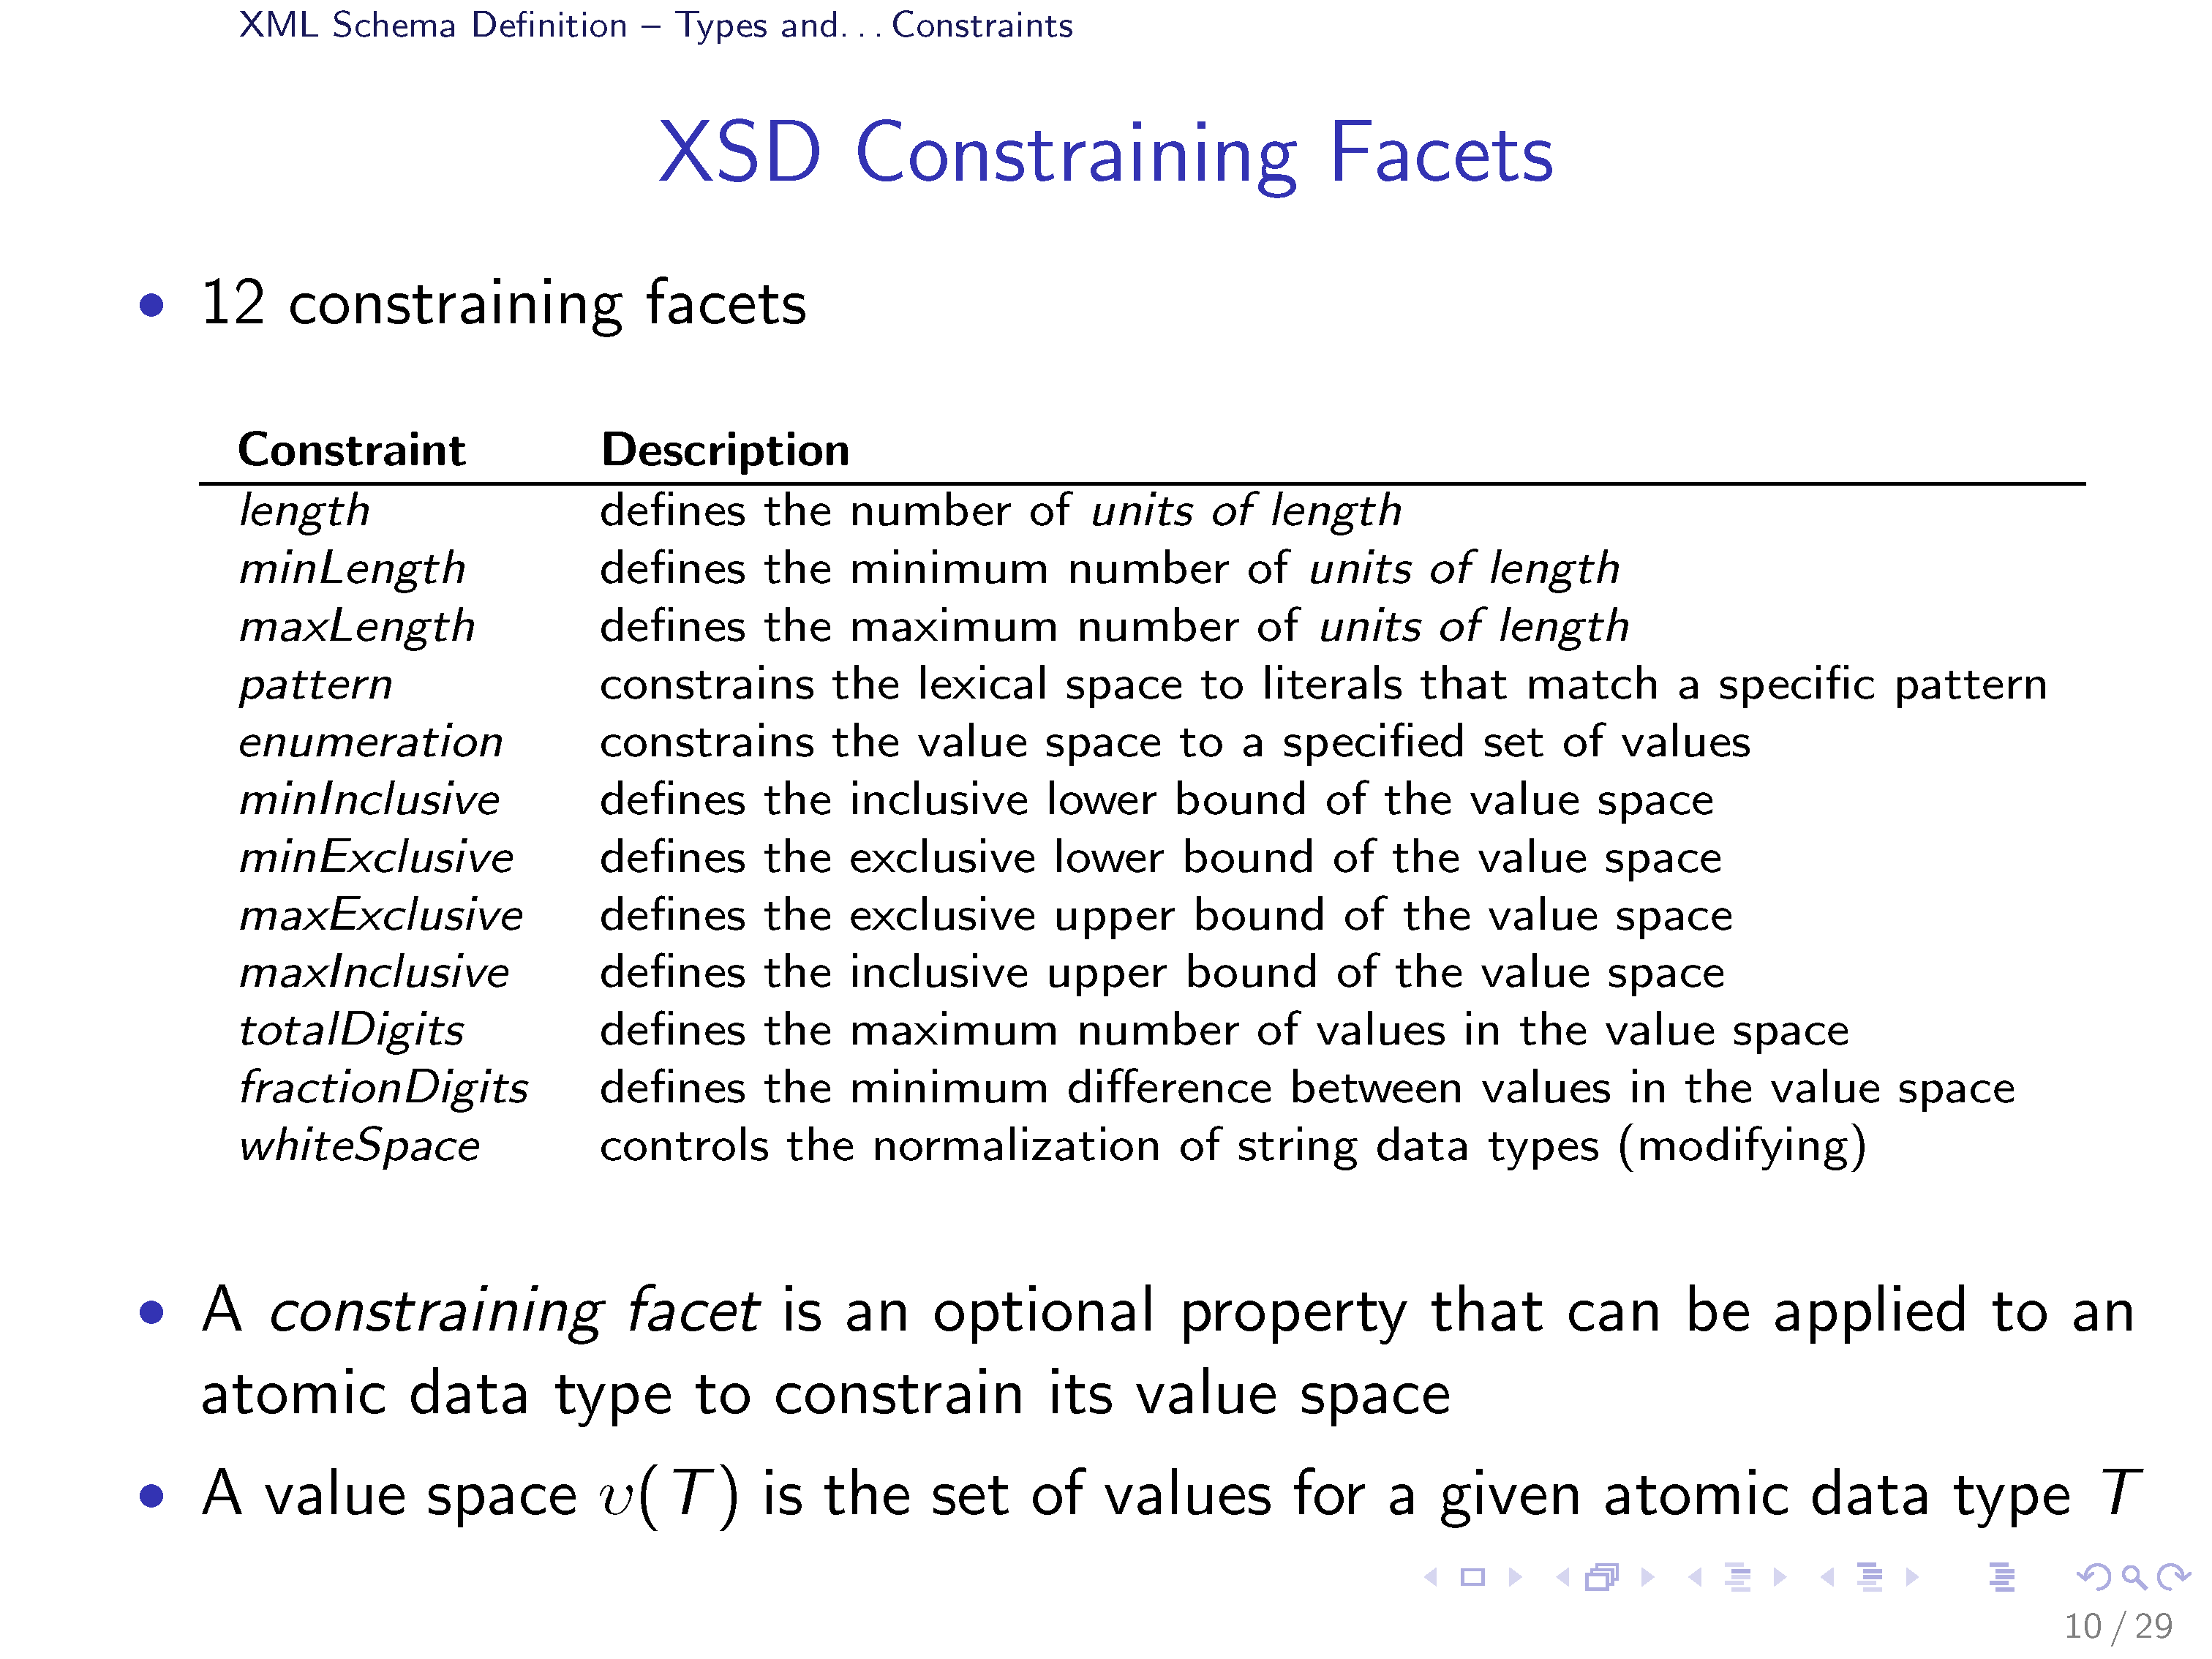 XML Schema Definition – Types and... Constraints
XSD Constraining Facets
• 12 constraining facets
Constraint Description
length defines the number of units of length
minLength defines the minimum number of units of length
maxLength defines the maximum number of units of length
pattern constrains the lexical space to literals that match a specific pattern
enumeration constrains the value space to a specified set of values
minInclusive defines the inclusive lower bound of the value space
minExclusive defines the exclusive lower bound of the value space
maxExclusive defines the exclusive upper bound of the value space
maxInclusive defines the inclusive upper bound of the value space
totalDigits defines the maximum number of values in the value space
fractionDigits defines the minimum difference between values in the value space
whiteSpace controls the normalization of string data types (modifying)
• A constraining facet is an optional property that can be applied to an
atomic data type to constrain its value space
• A value space υ(T) is the set of values for a given atomic data type T
10 / 29